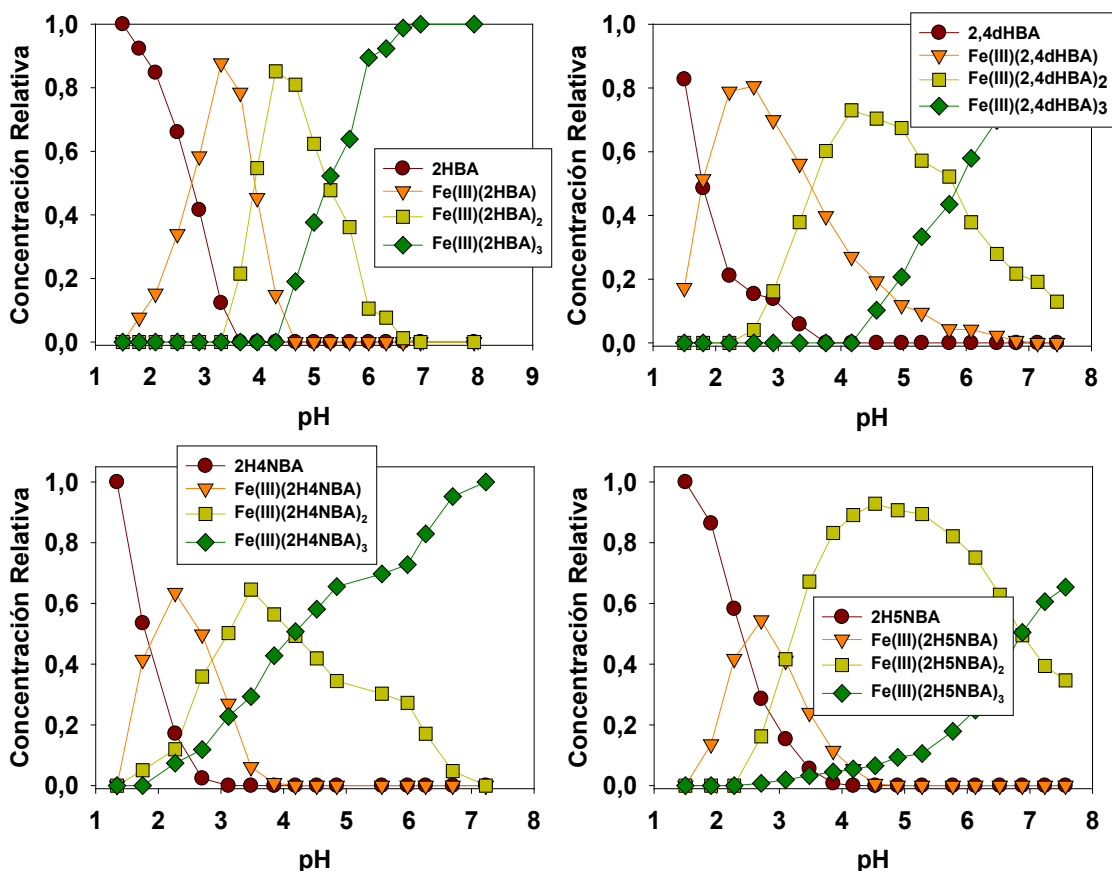 Concentración Relativa
1,0
0,8
0,6
0,4
0,2
0,0
2HBA
Fe(III)(2HBA)
Fe(III)(2HBA)2
Fe(III)(2HBA)3
1 2 3 4 5 6 7 8 9
pH
Concentración Relativa
1,0
0,8
0,6
0,4
0,2
0,0
2,4dHBA
Fe(III)(2,4dHBA)
Fe(III)(2,4dHBA)2
Fe(III)(2,4dHBA)3
1 2 3 4 5 6 7 8
pH
Concentración Relativa
1,0
0,8
0,6
0,4
0,2
0,0
2H4NBA
Fe(III)(2H4NBA)
Fe(III)(2H4NBA)2
Fe(III)(2H4NBA)3
1 2 3 4 5 6 7 8
pH
Concentración Relativa
1,0
0,8
0,6
0,4
0,2
0,0
2H5NBA
Fe(III)(2H5NBA)
Fe(III)(2H5NBA)2
Fe(III)(2H5NBA)3
1 2 3 4 5 6 7 8
pH